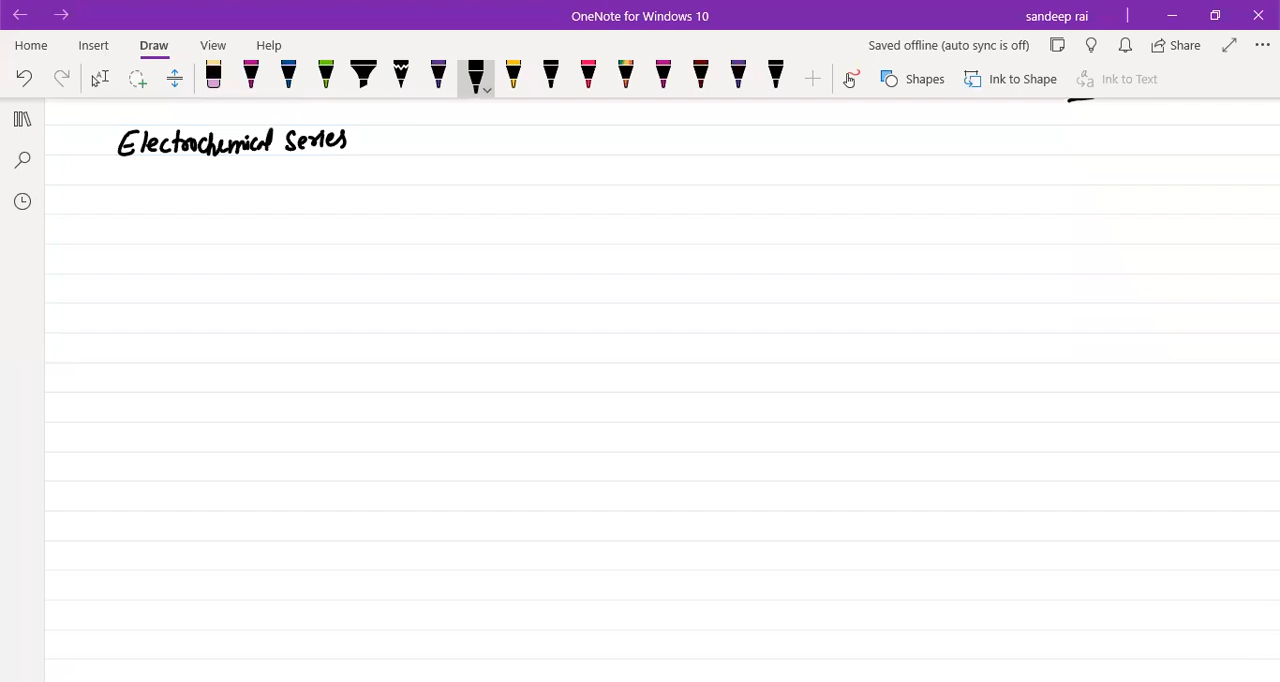 OneNote for Windows 10
sandeep rai
Home Insert Draw View Help
Saved offline (auto sync is off)
Share
Shapes
Ink to Shape
Ink to Text
Electrochemical Series